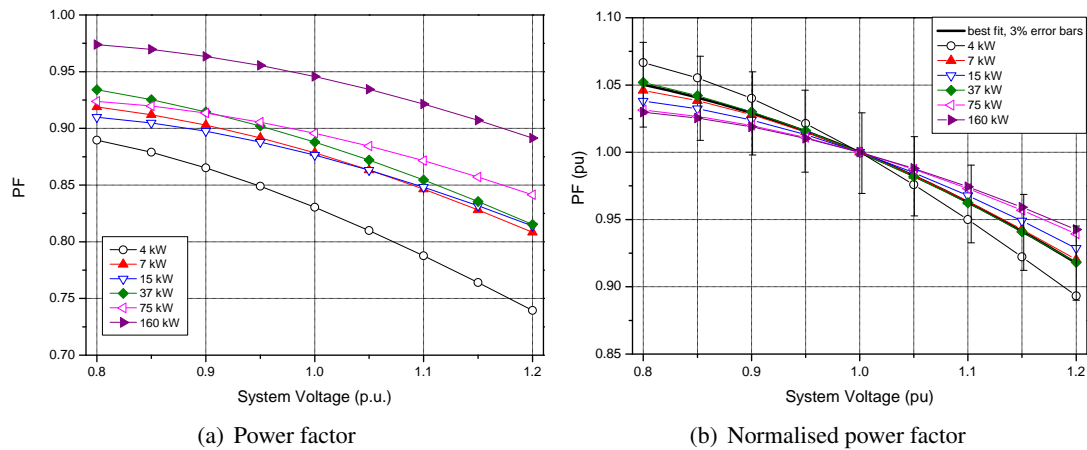 1.00
0.95
0.90
0.85
0.80
0.75
0.70
PF
4 kW
7 kW
15 kW
37 kW
75 kW
160 kW
0.8 0.9 1.0 1.1 1.2
System Voltage (p.u.)
(a) Power factor
1.10
1.05
1.00
0.95
0.90
0.85
PF (pu)
best fit, 3% error bars
4 kW
7 kW
15 kW
37 kW
75 kW
160 kW
0.8 0.9 1.0 1.1 1.2
System Voltage (pu)
(b) Normalised power factor